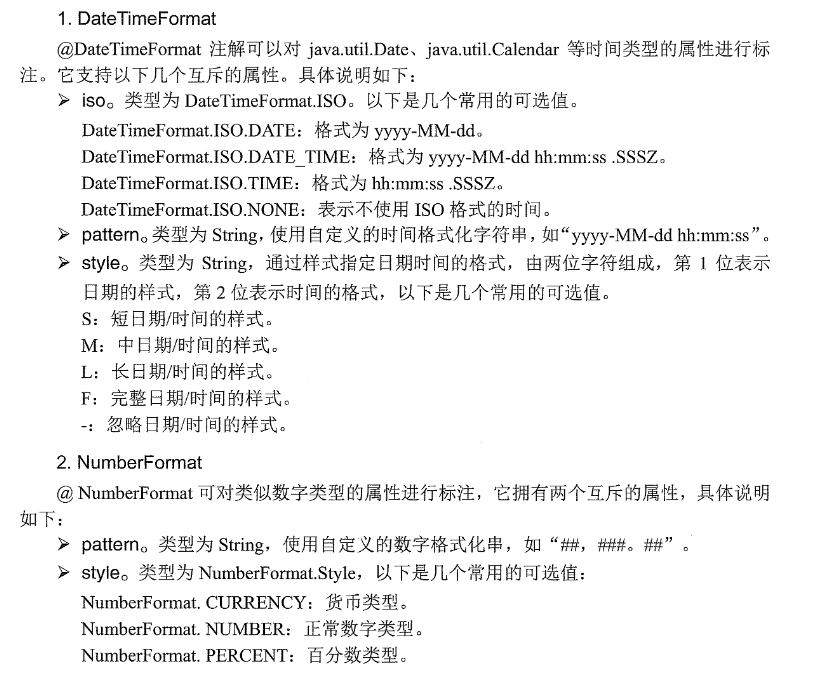 1. DateTimeFormat
@DateTimeFormat 注解可以对 java.util.Date、java.util.Calendar 等时间类型的属性进行标
注。它支持以下几个互斥的属性。具体说明如下：
➢ iso。类型为 DateTimeFormat.ISO。以下是几个常用的可选值。
DateTimeFormat.ISO.DATE：格式为 yyyy-MM-dd。
DateTimeFormat.ISO.DATE_TIME：格式为 yyyy-MM-dd hh:mm:ss .SSSZ。
DateTimeFormat.ISO.TIME：格式为 hh:mm:ss .SSSZ。
DateTimeFormat.ISO.NONE：表示不使用 ISO 格式的时间。
➢ pattern。类型为 String，使用自定义的时间格式化字符串，如“yyyy-MM-dd hh:mm:ss”。
➢ style。类型为 String，通过样式指定日期时间的格式，由两位字符组成，第 1 位表示
日期的样式，第 2 位表示时间的格式，以下是几个常用的可选值。
S：短日期/时间的样式。
M：中日期/时间的样式。
L：长日期/时间的样式。
F：完整日期/时间的样式。
-：忽略日期/时间的样式。
2. NumberFormat
@ NumberFormat 可对类似数字类型的属性进行标注，它拥有两个互斥的属性，具体说明
如下：
➢ pattern。类型为 String，使用自定义的数字格式化串，如“##，###。##”。
➢ style。类型为 NumberFormat.Style，以下是几个常用的可选值：
NumberFormat. CURRENCY：货币类型。
NumberFormat. NUMBER：正常数字类型。
NumberFormat. PERCENT：百分数类型。